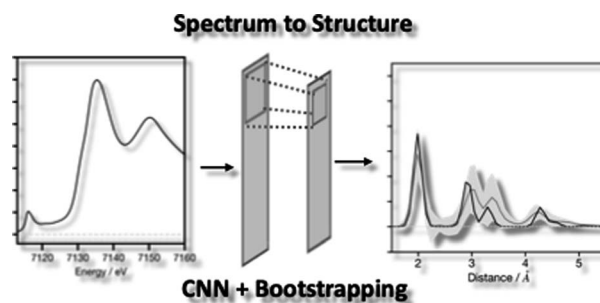 Spectrum to Structure
7120 7130 7140 7150 7160
Energy / eV
2 3 4 5
Distance / Å
CNN + Bootstrapping